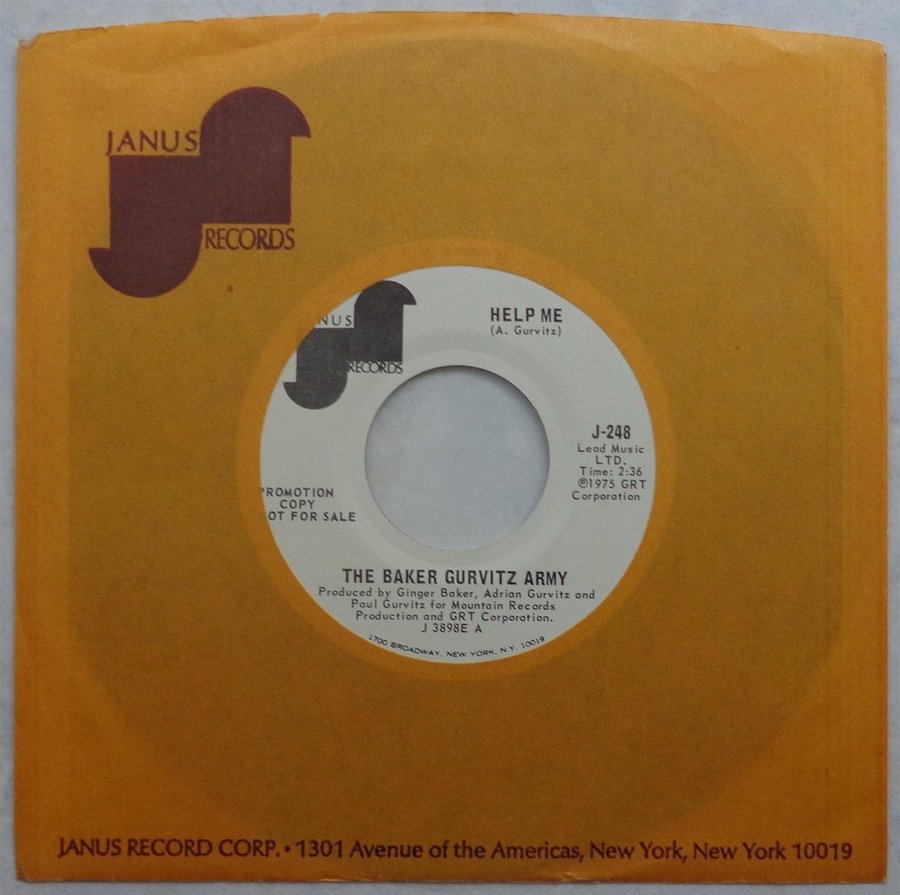 JANUS
RECORDS
NUS
RECORDS
HELP ME
(A. Gurvitz)
J-248
Lead Music
LTD.
Time: 2:36
℗1975 GRT
Corporation
ROMOTION
COPY
OT FOR SALE
THE BAKER GURVITZ ARMY
Produced by Ginger Baker, Adrian Gurvitz and
Paul Gurvitz for Mountain Records
Production and GRT Corporation.
J 3898E A
1700 BROADWAY, NEW YORK, N.Y. 10019
JANUS RECORD CORP. • 1301 Avenue of the Americas, New York, New York 10019